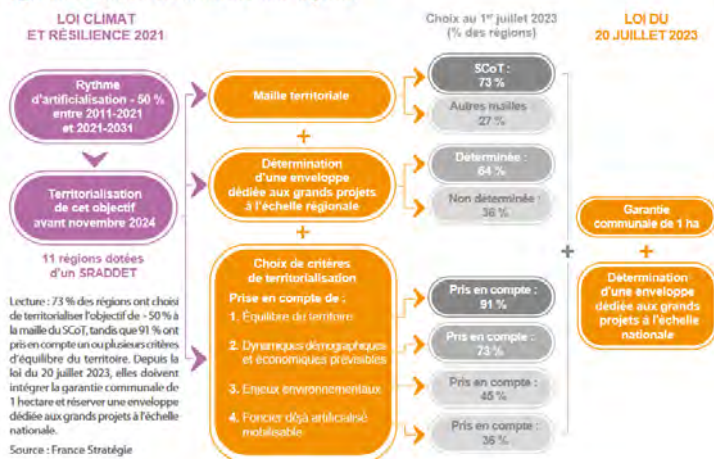 LOI CLIMAT
ET RÉSILIENCE 2021
Choix au 1er juillet 2023
(% des régions)
LOI DU
20 JUILLET 2023
Rythme
d'artificialisation - 50 %
entre 2011-2021
et 2021-2031
Territorialisation
de cet objectif
avant novembre 2024
11 régions dotées
d'un SRADDET
Lecture : 73 % des régions ont choisi
de territorialiser l'objectif de - 50 % à
la maille du SCoT, tandis que 91 % ont
pris en compte un ou plusieurs critères
d'équilibre du territoire. Depuis la
loi du 20 juillet 2023, elles doivent
intégrer la garantie communale de
1 hectare et réserver une enveloppe
dédiée aux grands projets à l'échelle
nationale.
Source : France Stratégie
Maille territoriale
+
Détermination
d'une enveloppe
dédiée aux grands projets
à l'échelle régionale
+
Choix de critères
de territorialisation
Prise en compte de :
1. Équilibre du territoire
2. Dynamiques démographiques
et économiques prévisibles
3. Enjeux environnementaux
4. Foncier déjà artificialisé
mobilisable
SCoT :
73 %
Autres mailles
27 %
Déterminée :
64 %
Non déterminée :
36 %
Pris en compte :
91 %
Pris en compte :
73 %
Pris en compte :
45 %
Pris en compte :
36 %
+
Garantie
communale de 1 ha
+
Détermination
d'une enveloppe
dédiée aux grands
projets à l'échelle
nationale